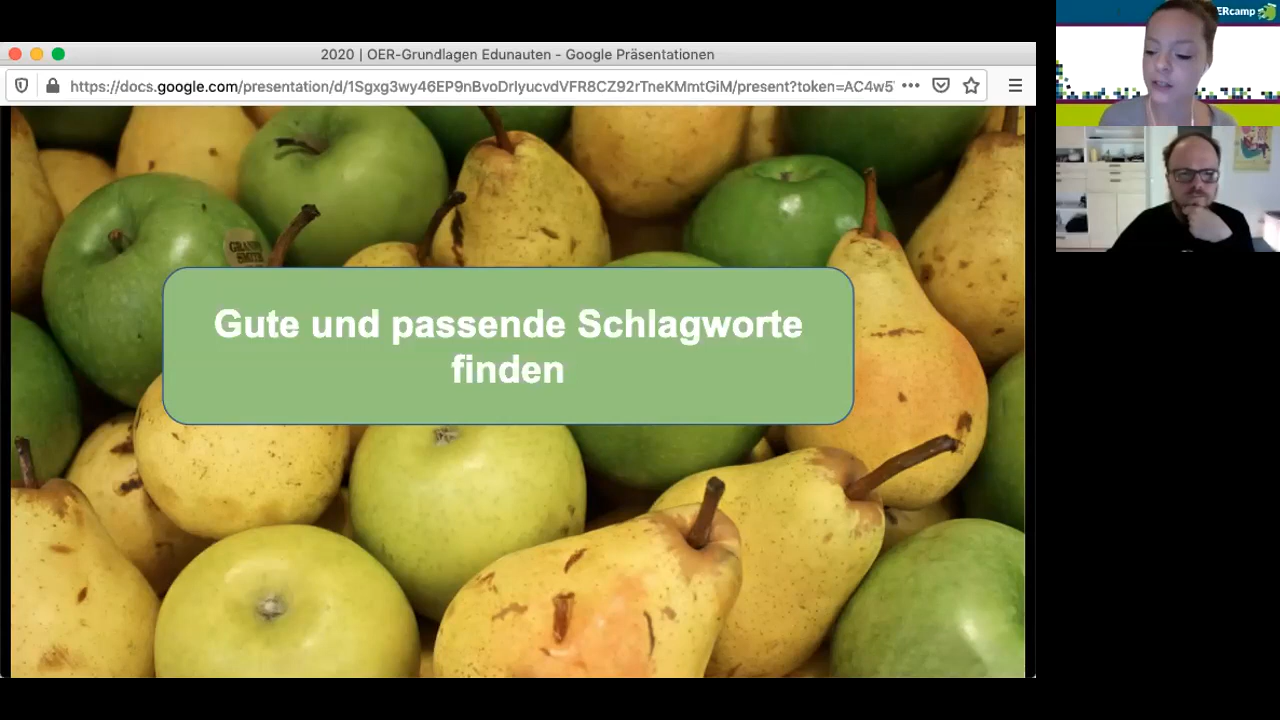 2020 | OER-Grundlagen Edunauten - Google Präsentationen
https://docs.google.com/presentation/d/1Sgxg3wy46EP9nBvoDrIyucvdVFR8CZ92rTneKMmtGiM/present?token=AC4w5
ERcamp
GRANNY
SMITH
Gute und passende Schlagworte
finden